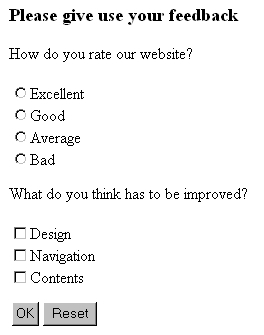 Please give use your feedback
How do you rate our website?
Excellent
Good
Average
Bad
What do you think has to be improved?
Design
Navigation
Contents
OK Reset